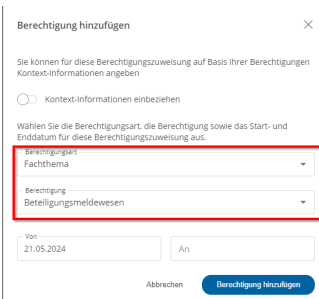 Berechtigung hinzufügen
Sie können für diese Berechtigungszuweisung auf Basis Ihrer Berechtigungen
Kontext-Informationen angeben
Kontext-Informationen einbeziehen
Wählen Sie die Berechtigungsart, die Berechtigung sowie das Start- und
Enddatum für diese Berechtigungszuweisung aus.
Berechtigungsart
Fachthema
Berechtigung
Beteiligungsmeldewesen
Von
21.05.2024
An
Abbrechen
Berechtigung hinzufügen